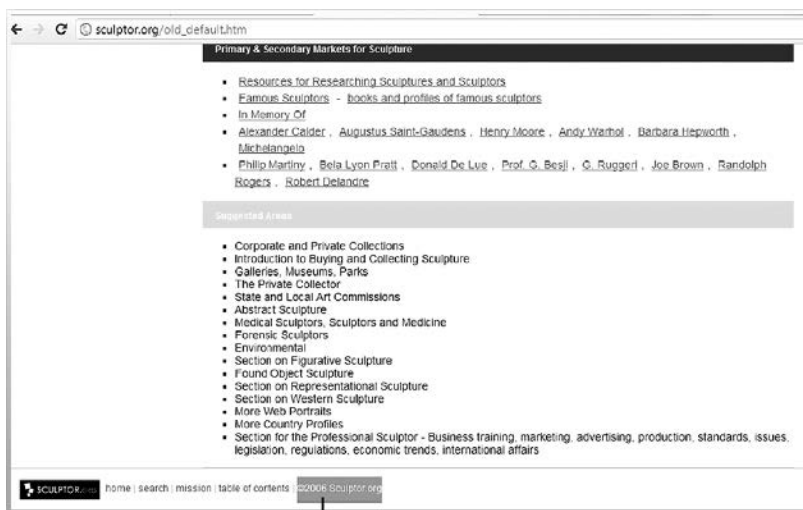 sculptor.org/old_default.htm
Primary & Secondary Markets for Sculpture
Resources for Researching Sculptures and Sculptors
Famous Sculptors - books and profiles of famous sculptors
In Memory Of
Alexander Calder , Augustus Saint-Gaudens , Henry Moore , Andy Warhol , Barbara Hepworth ,
Michelangelo
Philip Martiny , Bela Lyon Pratt , Donald De Lue , Prof. G. Besji , G. Ruggeri , Joe Brown , Randolph
Rogers , Robert Delandre
Suggested Areas
Corporate and Private Collections
Introduction to Buying and Collecting Sculpture
Galleries, Museums, Parks
The Private Collector
State and Local Art Commissions
Abstract Sculpture
Medical Sculptors, Sculptors and Medicine
Forensic Sculptors
Environmental
Section on Figurative Sculpture
Found Object Sculpture
Section on Representational Sculpture
Section on Western Sculpture
More Web Portraits
More Country Profiles
Section for the Professional Sculptor - Business training, marketing, advertising, production, standards, issues,
legislation, regulations, economic trends, international affairs
SCULPTOR.ORG home | search | mission | table of contents | ©2006 Sculptor.org